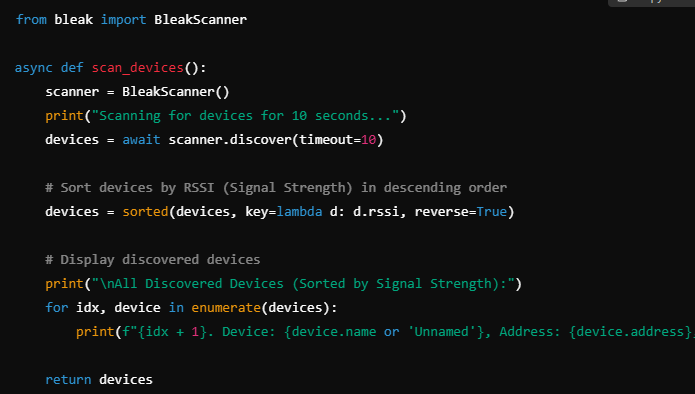 from bleak import BleakScanner

async def scan_devices():
    scanner = BleakScanner()
    print("Scanning for devices for 10 seconds...")
    devices = await scanner.discover(timeout=10)

    # Sort devices by RSSI (Signal Strength) in descending order
    devices = sorted(devices, key=lambda d: d.rssi, reverse=True)

    # Display discovered devices
    print("\nAll Discovered Devices (Sorted by Signal Strength):")
    for idx, device in enumerate(devices):
        print(f"{idx + 1}. Device: {device.name or 'Unnamed'}, Address: {device.address},

    return devices